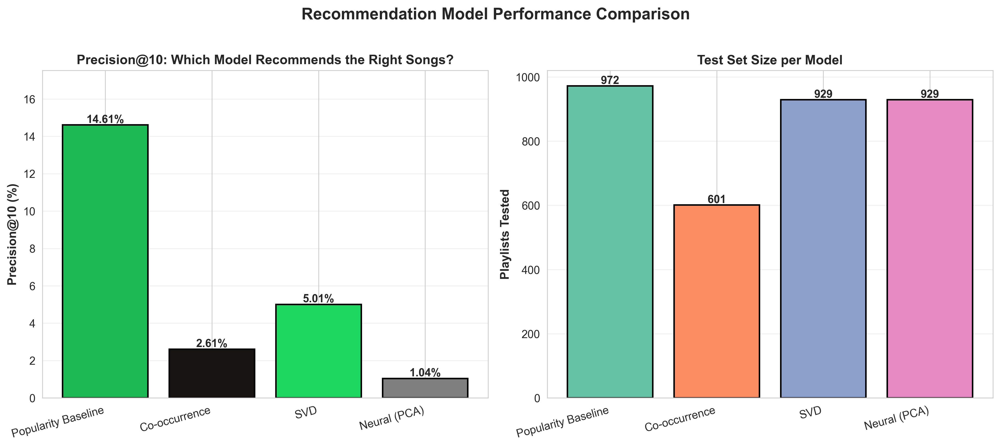 Recommendation Model Performance Comparison
Precision@10: Which Model Recommends the Right Songs?
Precision@10 (%)
16
14
12
10
8
6
4
2
0
14.61%
2.61%
5.01%
1.04%
Popularity Baseline
Co-occurrence
SVD
Neural (PCA)
Test Set Size per Model
Playlists Tested
1000
800
600
400
200
0
972
601
929
929
Popularity Baseline
Co-occurrence
SVD
Neural (PCA)